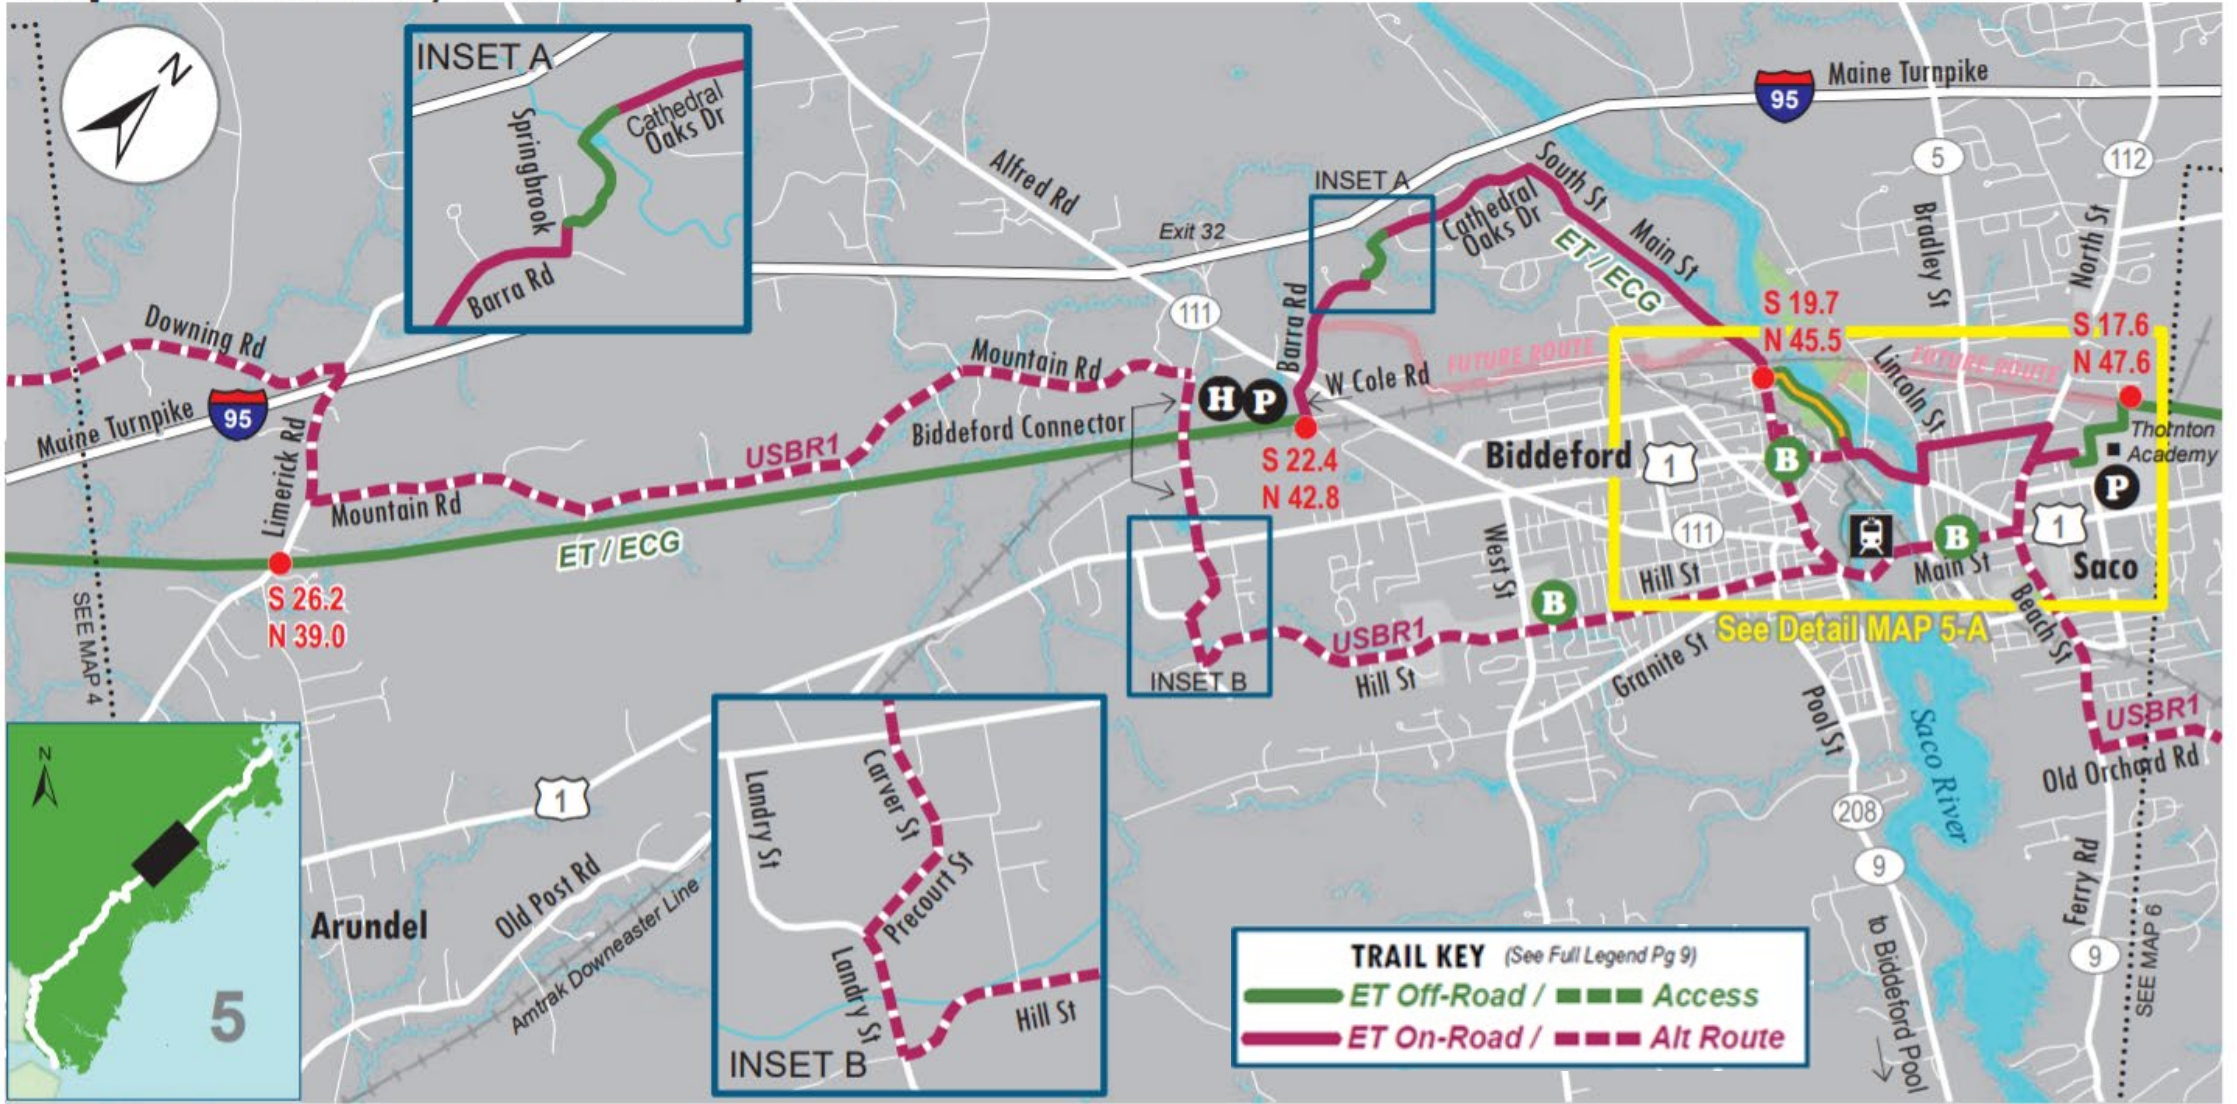 N
INSET A
Springbrook
Cathedral
Oaks Dr
Barra Rd
Maine Turnpike
95
5
112
Alfred Rd
Exit 32
INSET A
South St
Cathedral
Oaks Dr
Main St
ET / ECG
Bradley St
North St
111
Barra Rd
Downing Rd
Maine Turnpike
95
Limerick Rd
Mountain Rd
Mountain Rd
USBR1
Biddeford Connector
H
P
W Cole Rd
FUTURE ROUTE
FUTURE ROUTE
S 19.7
N 45.5
S 17.6
N 47.6
Lincoln St
S 22.4
N 42.8
Biddeford
1
B
Thornton
Academy
P
ET / ECG
S 26.2
N 39.0
SEE MAP 4
West St
111
B
1
Saco
Main St
Hill St
B
USBR1
Hill St
INSET B
See Detail MAP 5-A
Granite St
Beach St
Pool St
Saco River
USBR1
Old Orchard Rd
208
9
to Biddeford Pool
Ferry Rd
9
SEE MAP 6
N
5
1
Arundel
Old Post Rd
Amtrak Downeaster Line
Landry St
Carver St
Precourt St
Landry St
Hill St
INSET B
TRAIL KEY (See Full Legend Pg 9)
ET Off-Road / Access
ET On-Road / Alt Route